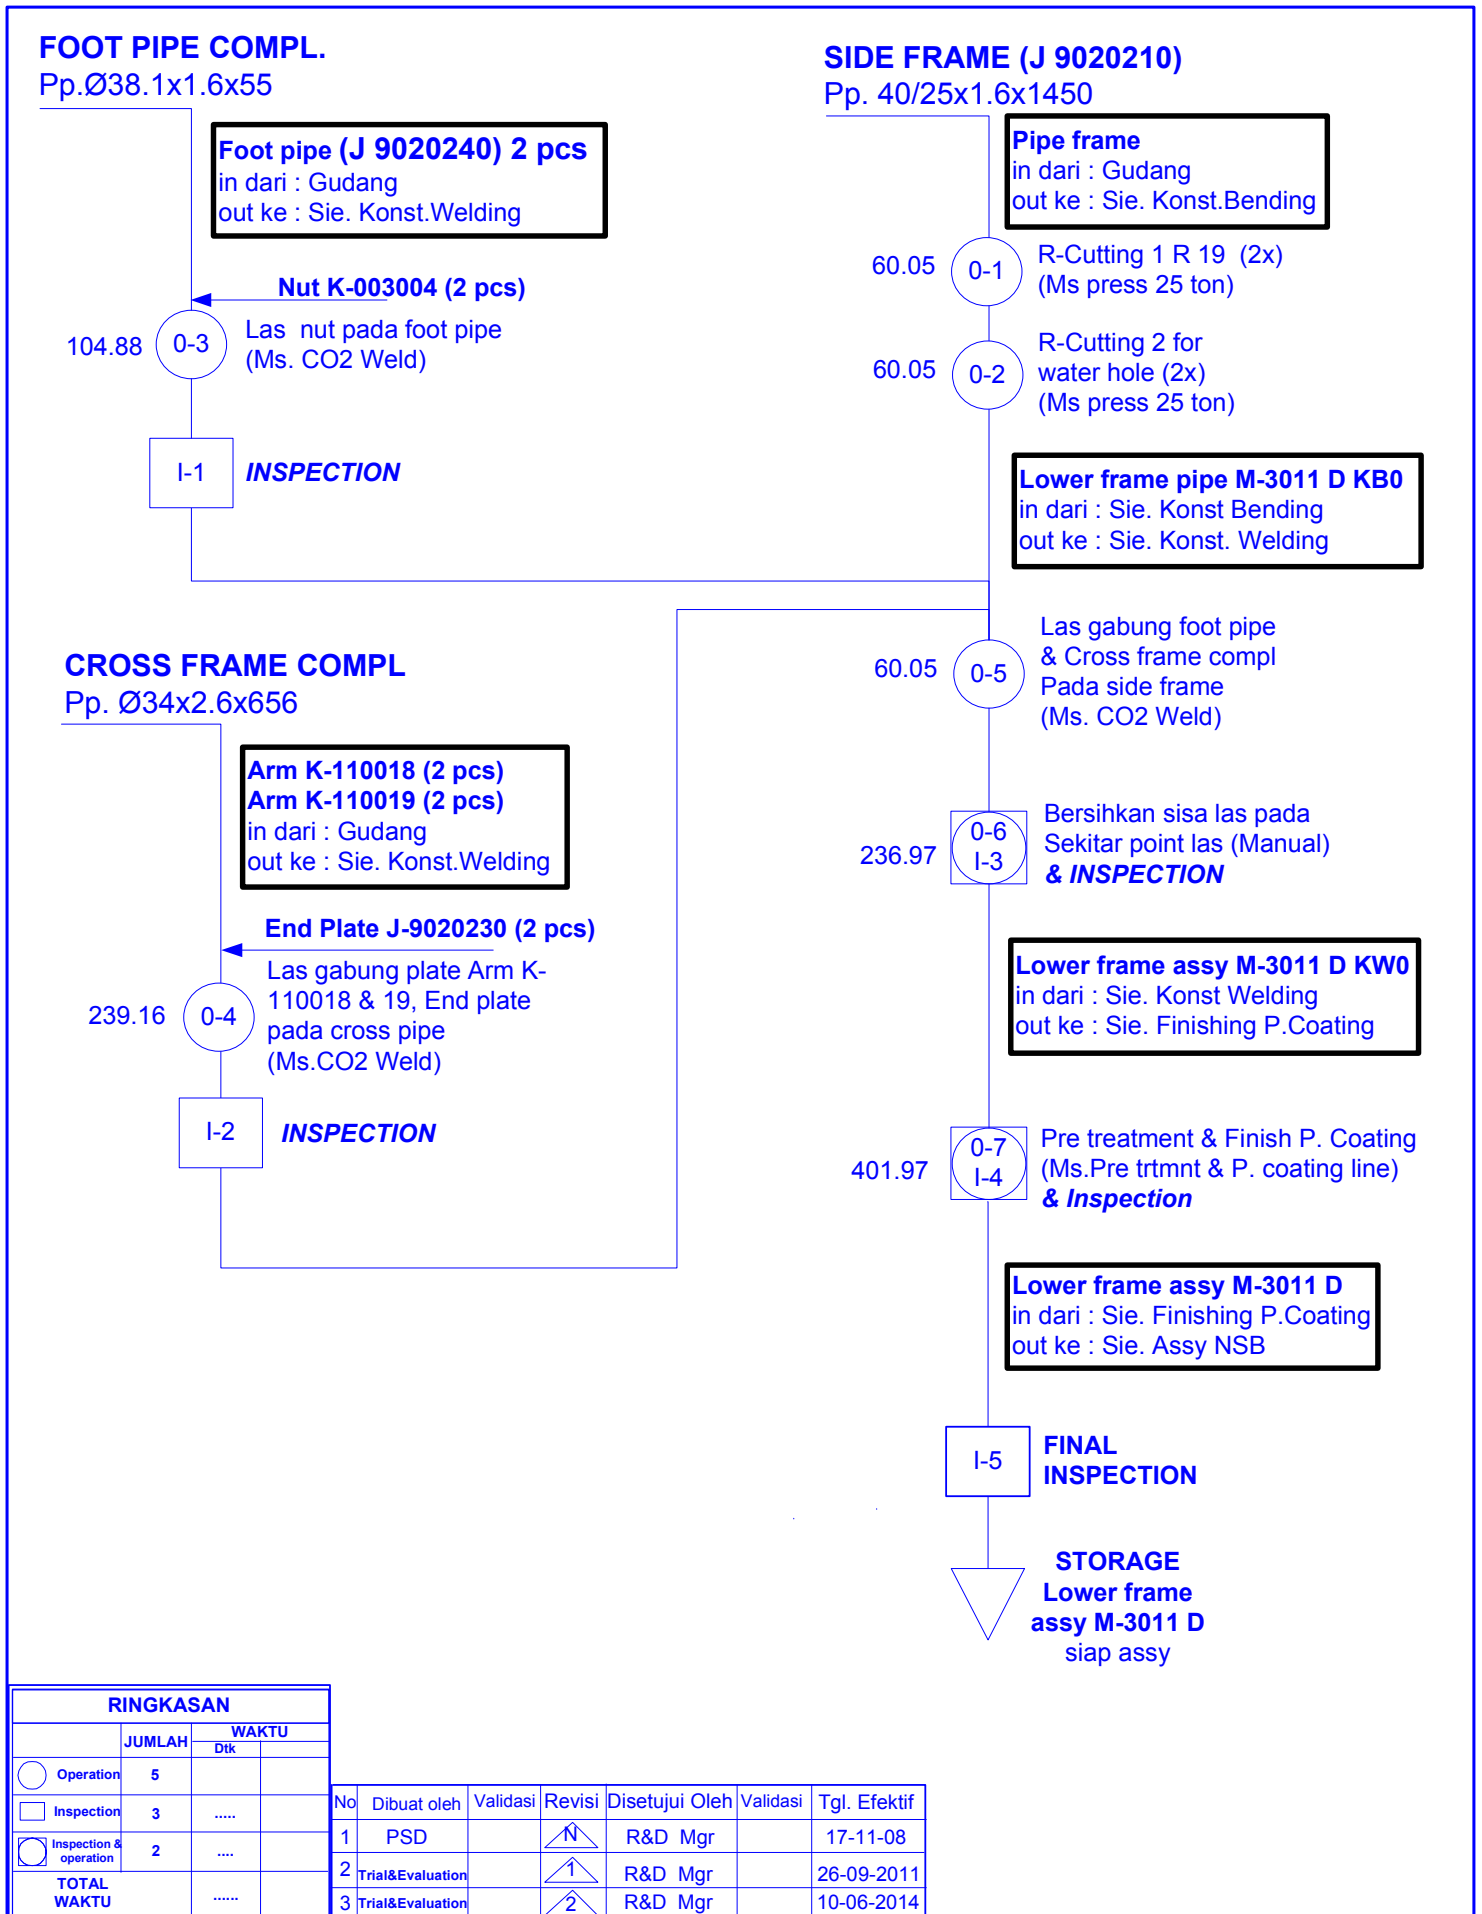 FOOT PIPE COMPL.
Pp.Ø38.1x1.6x55
Foot pipe (J 9020240) 2 pcs
in dari : Gudang
out ke : Sie. Konst.Welding
Nut K-003004 (2 pcs)
104.88
0-3
Las  nut pada foot pipe
(Ms. CO2 Weld)
I-1
INSPECTION
CROSS FRAME COMPL
Pp. Ø34x2.6x656
Arm K-110018 (2 pcs)
Arm K-110019 (2 pcs)
in dari : Gudang
out ke : Sie. Konst.Welding
End Plate J-9020230 (2 pcs)
239.16
0-4
Las gabung plate Arm K-
110018 & 19, End plate
pada cross pipe
(Ms.CO2 Weld)
I-2
INSPECTION
SIDE FRAME (J 9020210)
Pp. 40/25x1.6x1450
Pipe frame
in dari : Gudang
out ke : Sie. Konst.Bending
60.05
0-1
R-Cutting 1 R 19  (2x)
(Ms press 25 ton)
60.05
0-2
R-Cutting 2 for
water hole (2x)
(Ms press 25 ton)
Lower frame pipe M-3011 D KB0
in dari : Sie. Konst Bending
out ke : Sie. Konst. Welding
60.05
0-5
Las gabung foot pipe
& Cross frame compl
Pada side frame
(Ms. CO2 Weld)
236.97
0-6
I-3
Bersihkan sisa las pada
Sekitar point las (Manual)
& INSPECTION
Lower frame assy M-3011 D KW0
in dari : Sie. Konst Welding
out ke : Sie. Finishing P.Coating
401.97
0-7
I-4
Pre treatment & Finish P. Coating
(Ms.Pre trtmnt & P. coating line)
& Inspection
Lower frame assy M-3011 D
in dari : Sie. Finishing P.Coating
out ke : Sie. Assy NSB
I-5
FINAL
INSPECTION
STORAGE
Lower frame
assy M-3011 D
siap assy
RINGKASAN
JUMLAH WAKTU
Dtk
Operation 5
Inspection 3 .....
Inspection &
operation 2 ....
TOTAL
WAKTU ......
No Dibuat oleh Validasi Revisi Disetujui Oleh Validasi Tgl. Efektif
1 PSD N R&D  Mgr 17-11-08
2 Trial&Evaluation 1 R&D  Mgr 26-09-2011
3 Trial&Evaluation 2 R&D  Mgr 10-06-2014